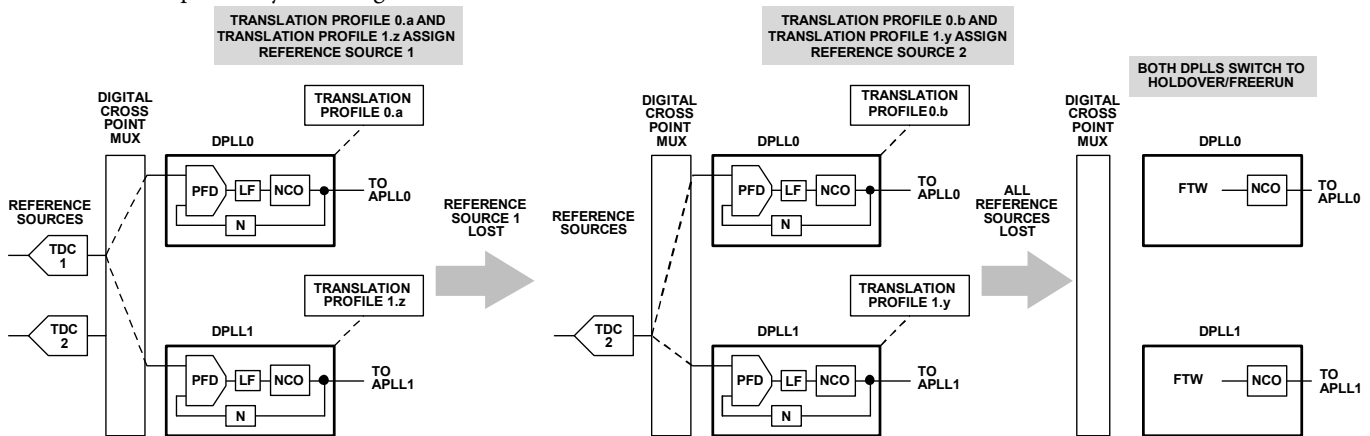 TRANSLATION PROFILE 0.a AND
TRANSLATION PROFILE 1.z ASSIGN
REFERENCE SOURCE 1
DIGITAL
CROSS
POINT
MUX
TRANSLATION
PROFILE 0.a
DPLL0
PFD
LF
NCO
N
TO
APLL0
REFERENCE
SOURCES
TDC
1
TDC
2
TRANSLATION
PROFILE 1.z
DPLL1
PFD
LF
NCO
N
TO
APLL1
REFERENCE
SOURCE 1
LOST
TRANSLATION PROFILE 0.b AND
TRANSLATION PROFILE 1.y ASSIGN
REFERENCE SOURCE 2
DIGITAL
CROSS
POINT
MUX
TRANSLATION
PROFILE 0.b
DPLL0
PFD
LF
NCO
N
TO
APLL0
REFERENCE
SOURCES
TDC
2
TRANSLATION
PROFILE 1.y
DPLL1
PFD
LF
NCO
N
TO
APLL1
ALL
REFERENCE
SOURCES
LOST
BOTH DPLLS SWITCH TO
HOLDOVER/FREERUN
DIGITAL
CROSS
POINT
MUX
DPLL0
FTW
NCO
TO
APLL0
DPLL1
FTW
NCO
TO
APLL1